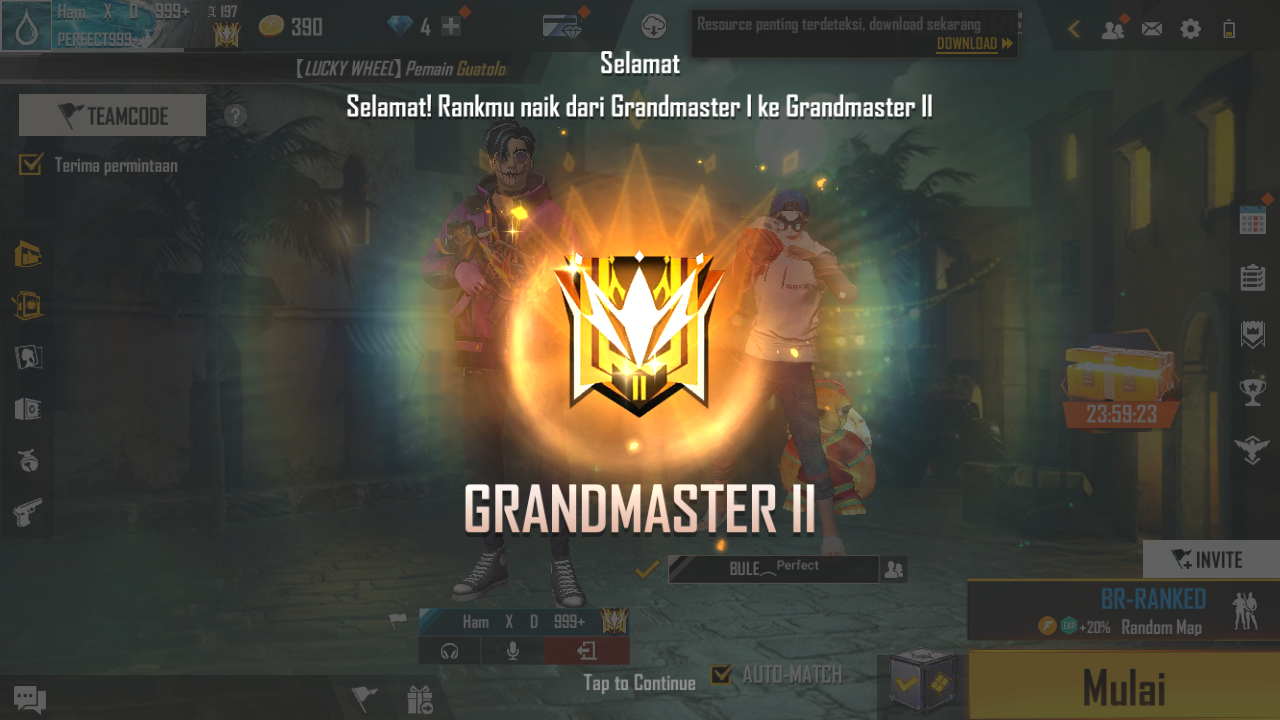 Ham X D 999+
197
390
4
PERFECT999+
Resource penting terdeteksi, download sekarang
DOWNLOAD
【LUCKY WHEEL】 Pemain Guatolo
Selamat
Selamat! Rankmu naik dari Grandmaster I ke Grandmaster II
TEAMCODE
?
Terima permintaan
II
23:59:23
GRANDMASTER II
INVITE
BULE︵Perfect
BR-RANKED
EXP +20% Random Map
Ham X D 999+
AUTO-MATCH
Tap to Continue
Mulai